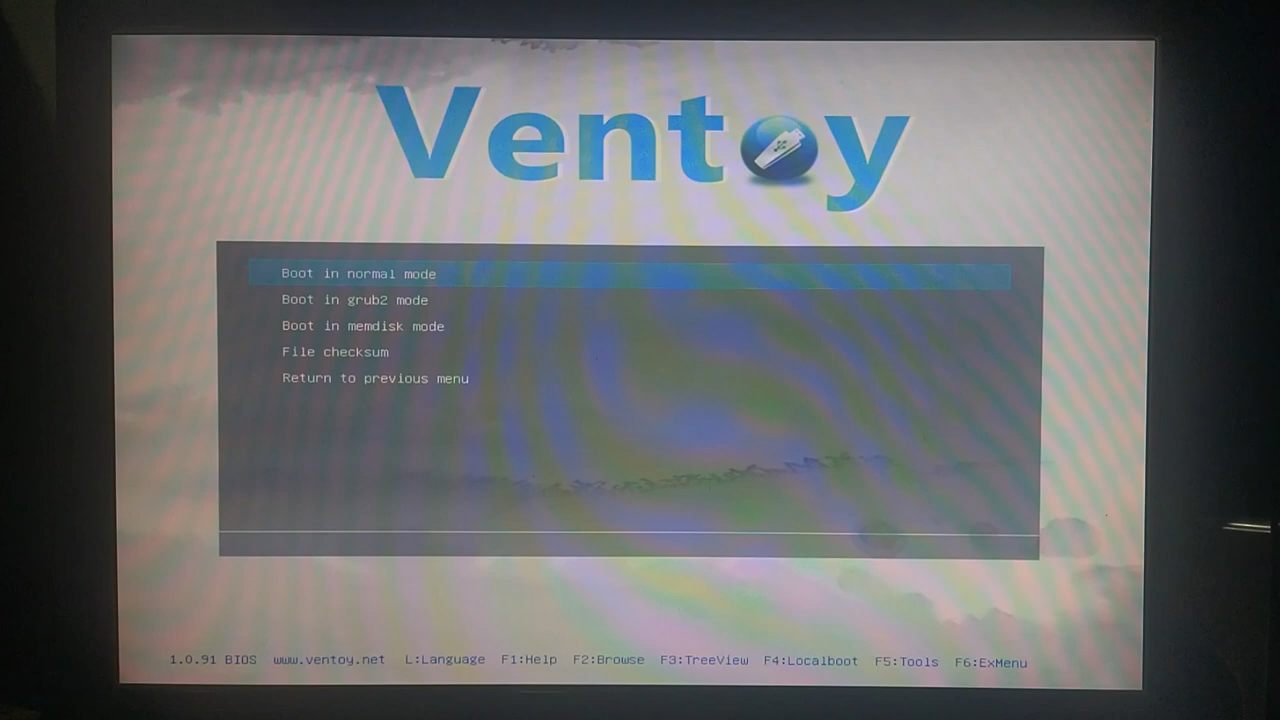 Ventoy
Boot in normal mode
Boot in grub2 mode
Boot in memdisk mode
File checksum
Return to previous menu
1.0.91 BIOS www.ventoy.net L:Language F1:Help F2:Browse F3:TreeView F4:Localboot F5:Tools F6:ExMenu